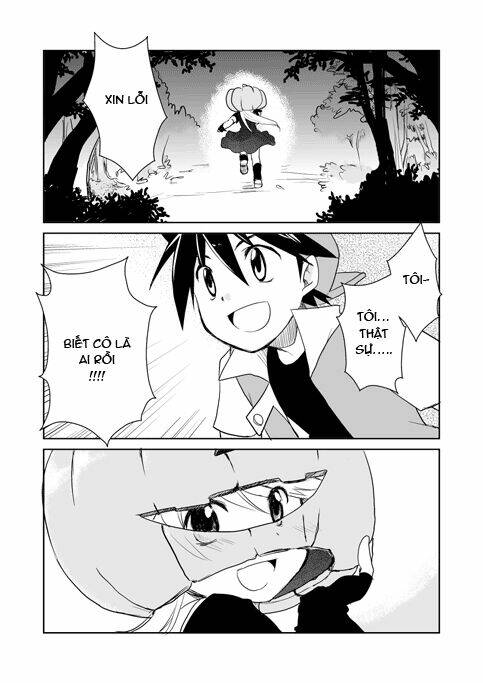 XIN LỖI
TÔI--
TÔI...
THẬT
SỰ.....
BIẾT CÔ LÀ
AI RỒI
!!!!